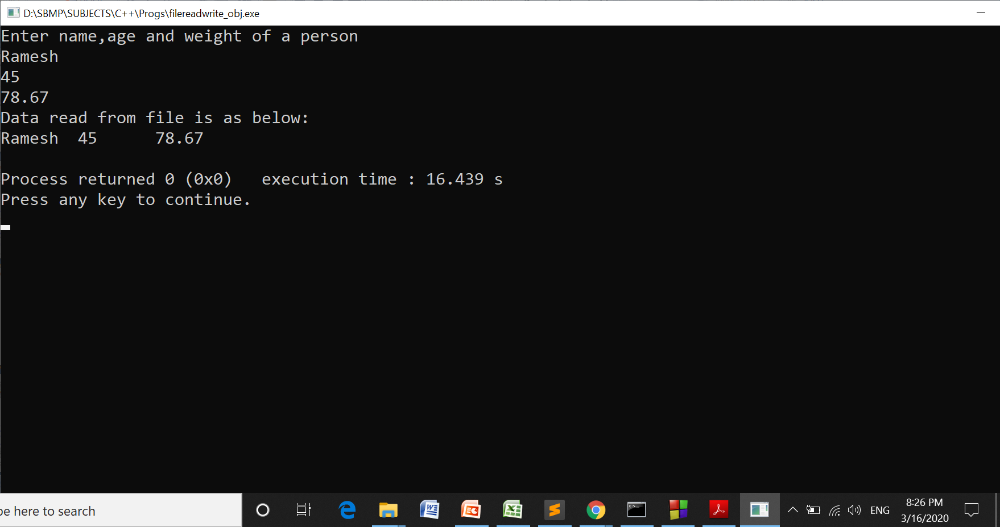 D:\SBMP\SUBJECTS\C++\Progs\filereadwrite_obj.exe
Enter name,age and weight of a person
Ramesh
45
78.67
Data read from file is as below:
Ramesh  45      78.67
Process returned 0 (0x0)   execution time : 16.439 s
Press any key to continue.
pe here to search
ENG
8:26 PM
3/16/2020